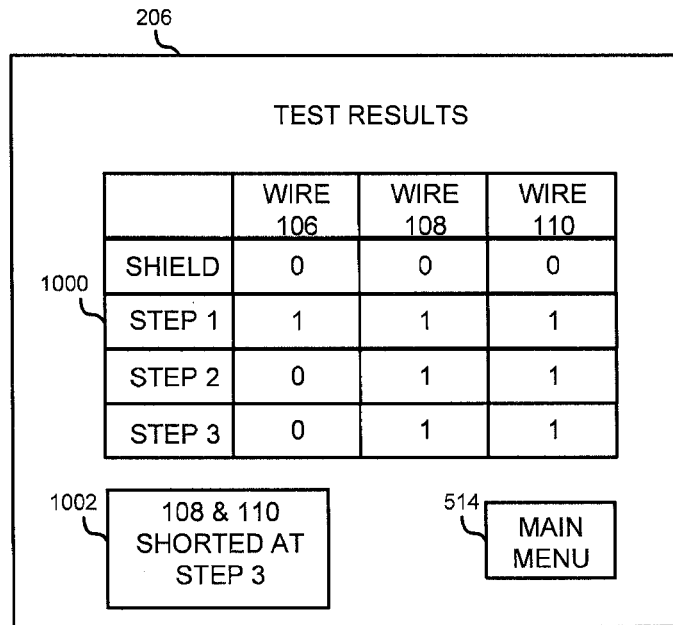 206
TEST RESULTS
WIRE 106 WIRE 108 WIRE 110
SHIELD 0 0 0
1000
STEP 1 1 1 1
STEP 2 0 1 1
STEP 3 0 1 1
1002
108 & 110
SHORTED AT
STEP 3
514
MAIN
MENU